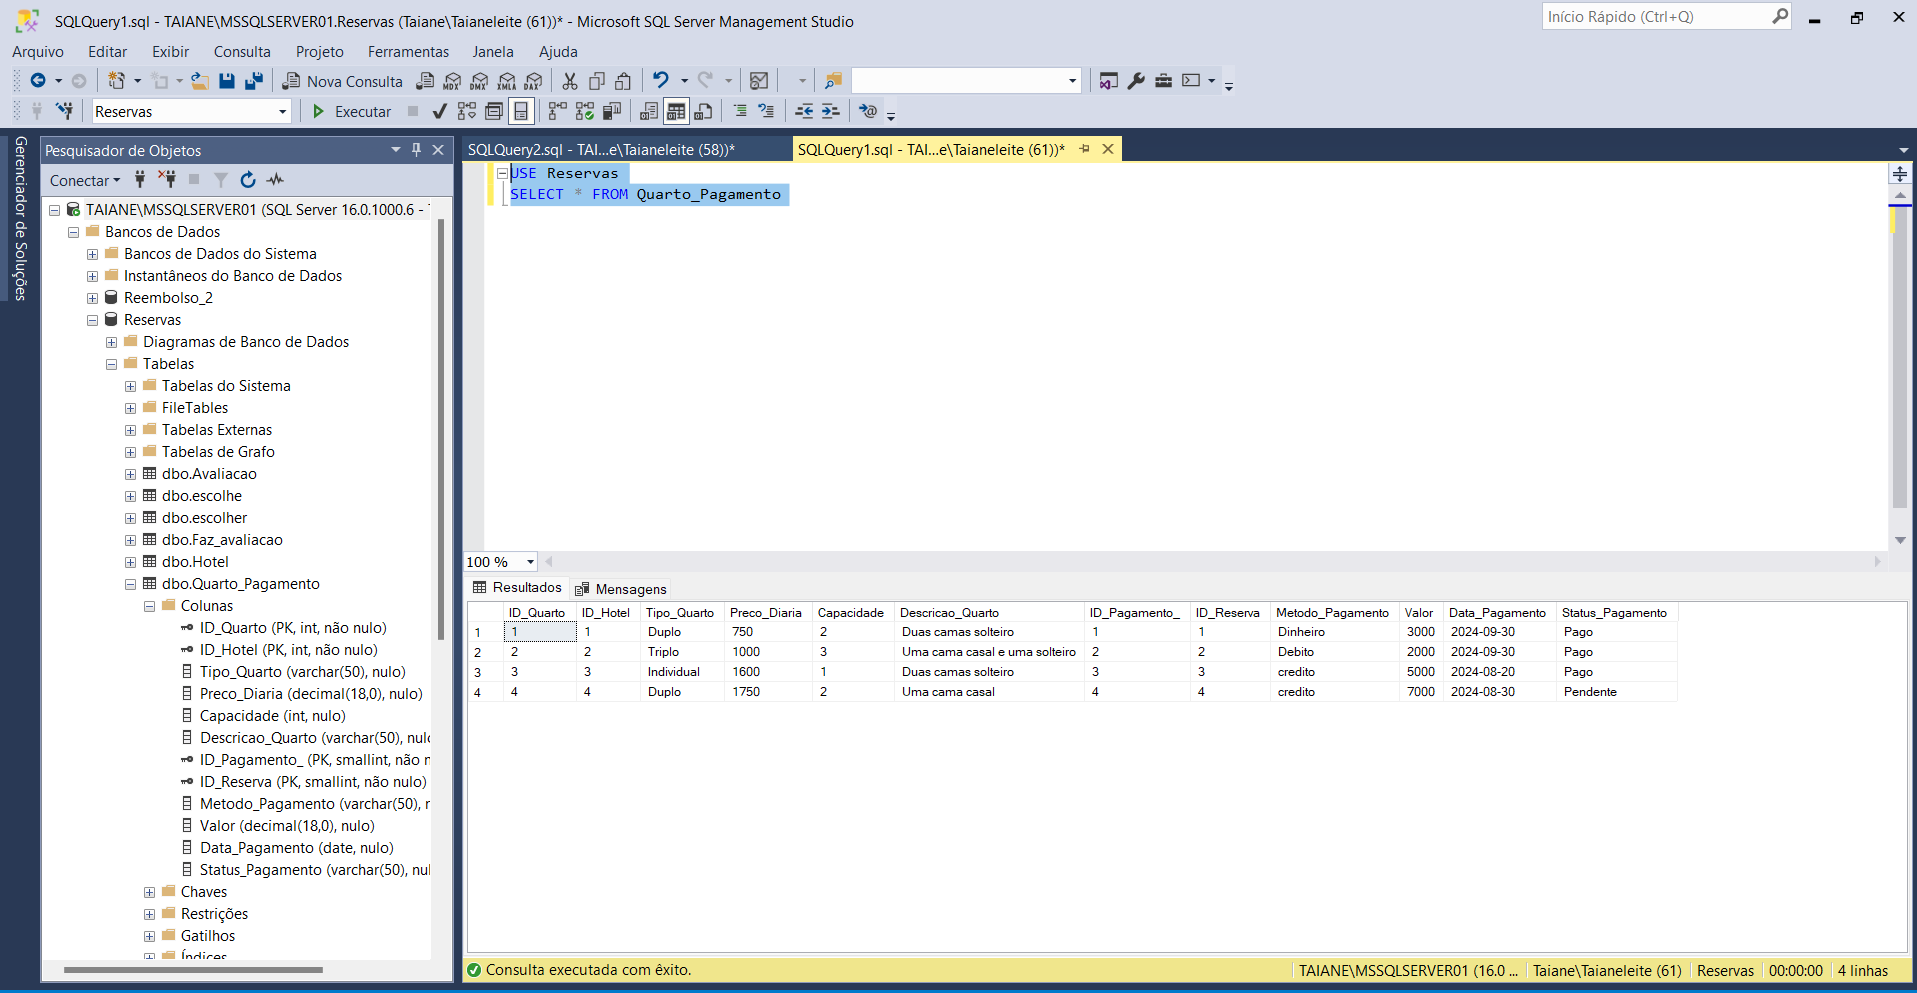 SQLQuery1.sql - TAIANE\MSSQLSERVER01.Reservas (Taiane\Taianeleite (61))* - Microsoft SQL Server Management Studio
Início Rápido (Ctrl+Q)
Arquivo Editar Exibir Consulta Projeto Ferramentas Janela Ajuda
Nova Consulta MDX DMX XMLA DAX
Reservas Executar
Gerenciador de Soluções
Pesquisador de Objetos
Conectar
TAIANE\MSSQLSERVER01 (SQL Server 16.0.1000.6 -
Bancos de Dados
Bancos de Dados do Sistema
Instantâneos do Banco de Dados
Reembolso_2
Reservas
Diagramas de Banco de Dados
Tabelas
Tabelas do Sistema
FileTables
Tabelas Externas
Tabelas de Grafo
dbo.Avaliacao
dbo.escolhe
dbo.escolher
dbo.Faz_avaliacao
dbo.Hotel
dbo.Quarto_Pagamento
Colunas
ID_Quarto (PK, int, não nulo)
ID_Hotel (PK, int, não nulo)
Tipo_Quarto (varchar(50), nulo)
Preco_Diaria (decimal(18,0), nulo)
Capacidade (int, nulo)
Descricao_Quarto (varchar(50), nulo
ID_Pagamento_ (PK, smallint, não n
ID_Reserva (PK, smallint, não nulo)
Metodo_Pagamento (varchar(50), n
Valor (decimal(18,0), nulo)
Data_Pagamento (date, nulo)
Status_Pagamento (varchar(50), nul
Chaves
Restrições
Gatilhos
Índices
SQLQuery2.sql - TAI...e\Taianeleite (58))*
SQLQuery1.sql - TAI...e\Taianeleite (61))*
USE Reservas
SELECT * FROM Quarto_Pagamento
100 %
Resultados Mensagens
ID_Quarto ID_Hotel Tipo_Quarto Preco_Diaria Capacidade Descricao_Quarto ID_Pagamento_ ID_Reserva Metodo_Pagamento Valor Data_Pagamento Status_Pagamento
1 1 1 Duplo 750 2 Duas camas solteiro 1 1 Dinheiro 3000 2024-09-30 Pago
2 2 2 Triplo 1000 3 Uma cama casal e uma solteiro 2 2 Debito 2000 2024-09-30 Pago
3 3 3 Individual 1600 1 Duas camas solteiro 3 3 credito 5000 2024-08-20 Pago
4 4 4 Duplo 1750 2 Uma cama casal 4 4 credito 7000 2024-08-30 Pendente
Consulta executada com êxito.
TAIANE\MSSQLSERVER01 (16.0 ... Taiane\Taianeleite (61) Reservas 00:00:00 4 linhas